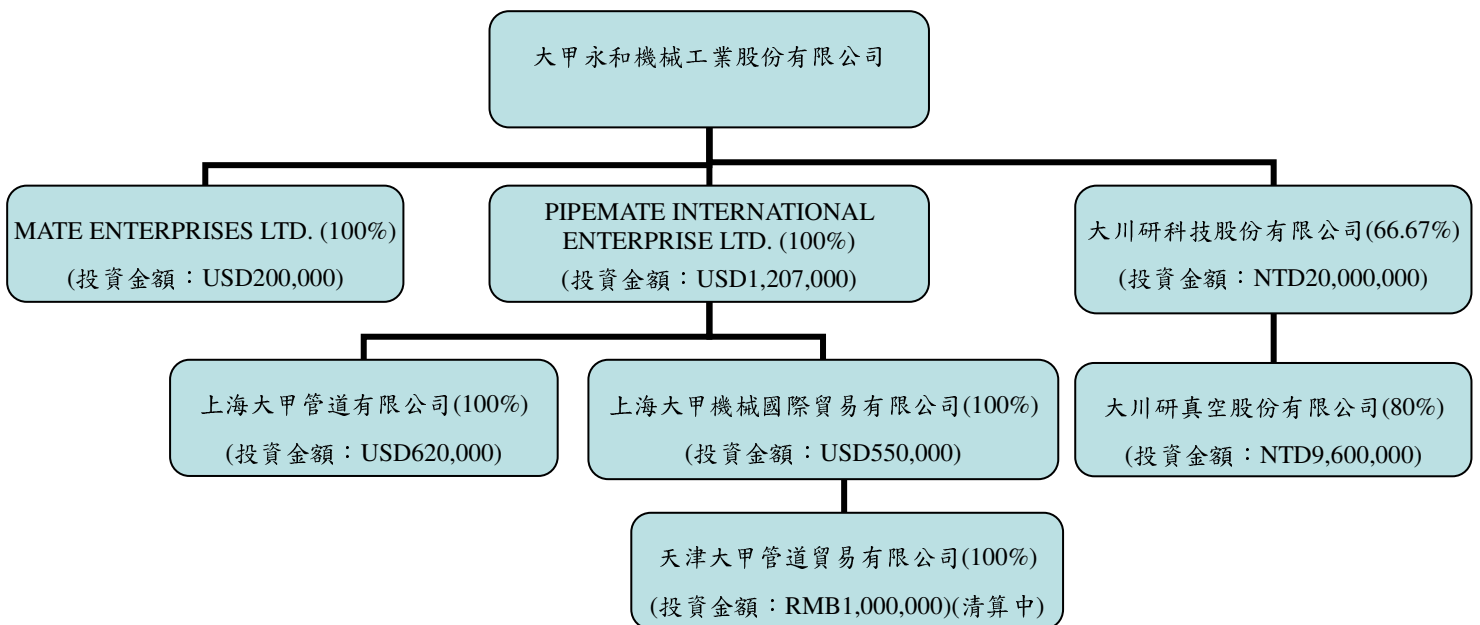 大甲永和機械工業股份有限公司
MATE ENTERPRISES LTD. (100%)
(投資金額：USD200,000)
PIPEMATE INTERNATIONAL
ENTERPRISE LTD. (100%)
(投資金額：USD1,207,000)
大川研科技股份有限公司(66.67%)
(投資金額：NTD20,000,000)
上海大甲管道有限公司(100%)
(投資金額：USD620,000)
上海大甲機械國際貿易有限公司(100%)
(投資金額：USD550,000)
大川研真空股份有限公司(80%)
(投資金額：NTD9,600,000)
天津大甲管道貿易有限公司(100%)
(投資金額：RMB1,000,000)(清算中)